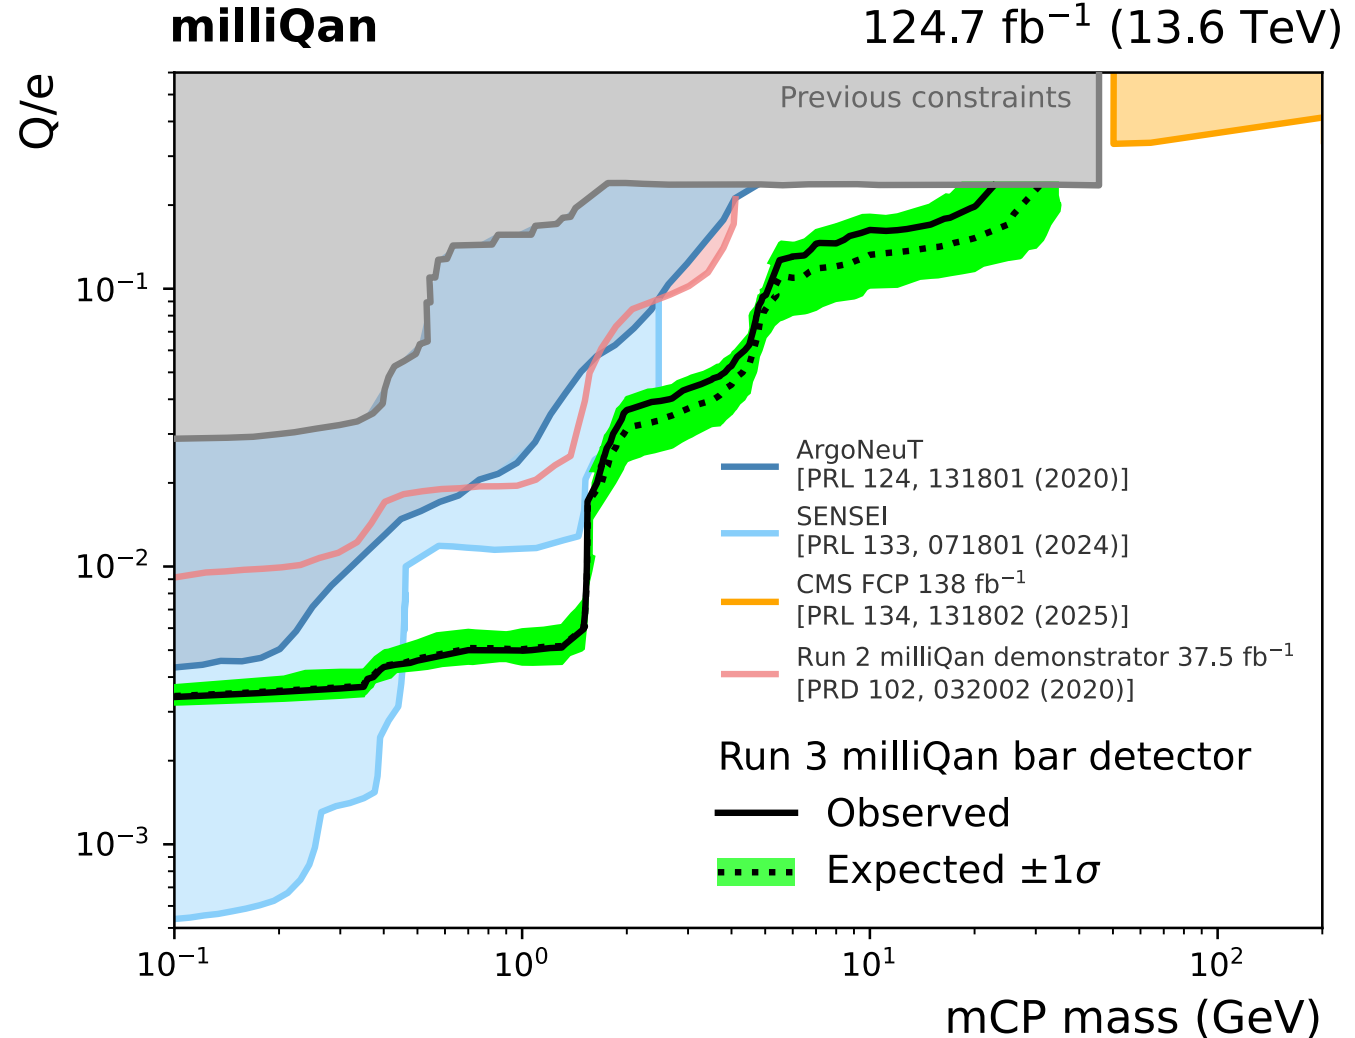 milliQan
124.7 fb⁻¹ (13.6 TeV)
Q/e
Previous constraints
10⁻¹
10⁻²
10⁻³
ArgoNeuT
[PRL 124, 131801 (2020)]
SENSEI
[PRL 133, 071801 (2024)]
CMS FCP 138 fb⁻¹
[PRL 134, 131802 (2025)]
Run 2 milliQan demonstrator 37.5 fb⁻¹
[PRD 102, 032002 (2020)]
Run 3 milliQan bar detector
Observed
Expected ±1σ
10⁻¹ 10⁰ 10¹ 10²
mCP mass (GeV)